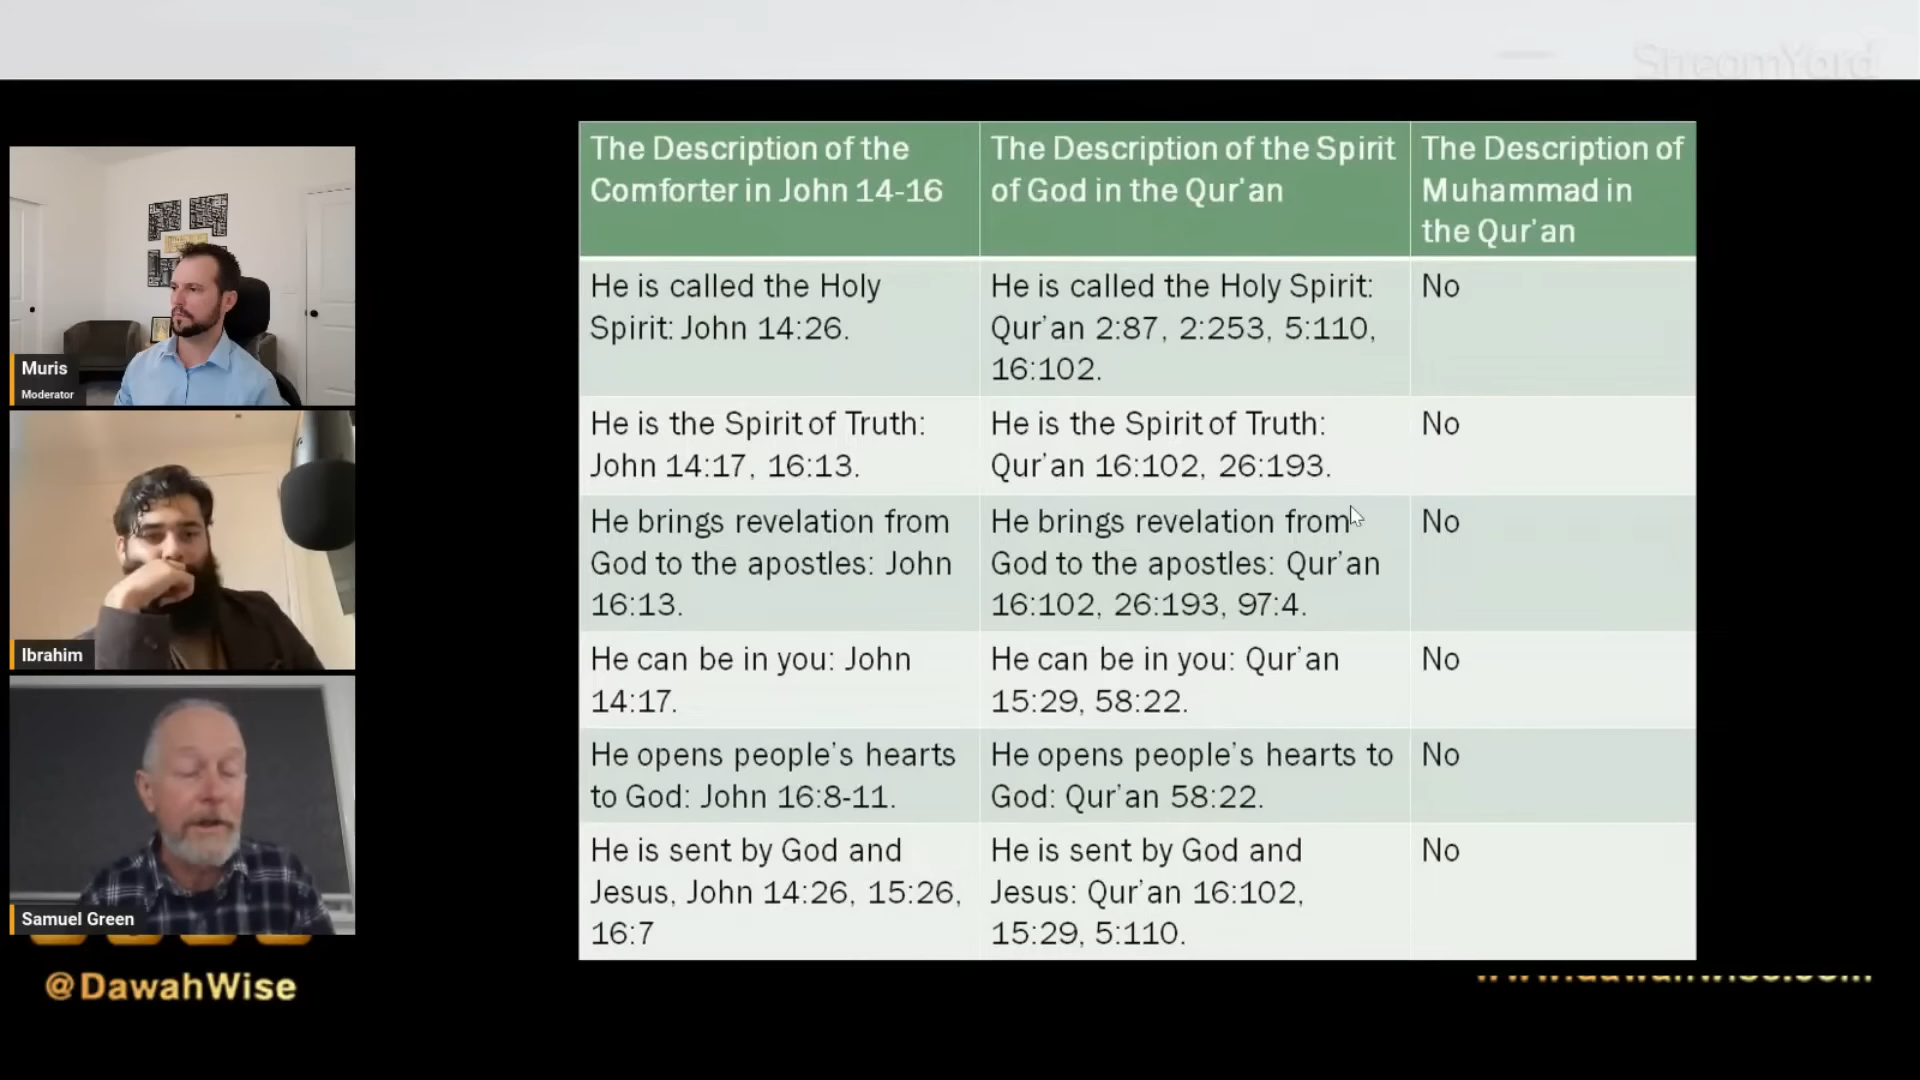 StreamYard
Muris
Moderator
Ibrahim
Samuel Green
@DawahWise
The Description of the
Comforter in John 14-16
The Description of the Spirit
of God in the Qur'an
The Description of
Muhammad in
the Qur'an
He is called the Holy
Spirit: John 14:26.
He is called the Holy Spirit:
Qur'an 2:87, 2:253, 5:110,
16:102.
No
He is the Spirit of Truth:
John 14:17, 16:13.
He is the Spirit of Truth:
Qur'an 16:102, 26:193.
No
He brings revelation from
God to the apostles: John
16:13.
He brings revelation from
God to the apostles: Qur'an
16:102, 26:193, 97:4.
No
He can be in you: John
14:17.
He can be in you: Qur'an
15:29, 58:22.
No
He opens people's hearts
to God: John 16:8-11.
He opens people's hearts to
God: Qur'an 58:22.
No
He is sent by God and
Jesus, John 14:26, 15:26,
16:7
He is sent by God and
Jesus: Qur'an 16:102,
15:29, 5:110.
No
www.dawahwise.com